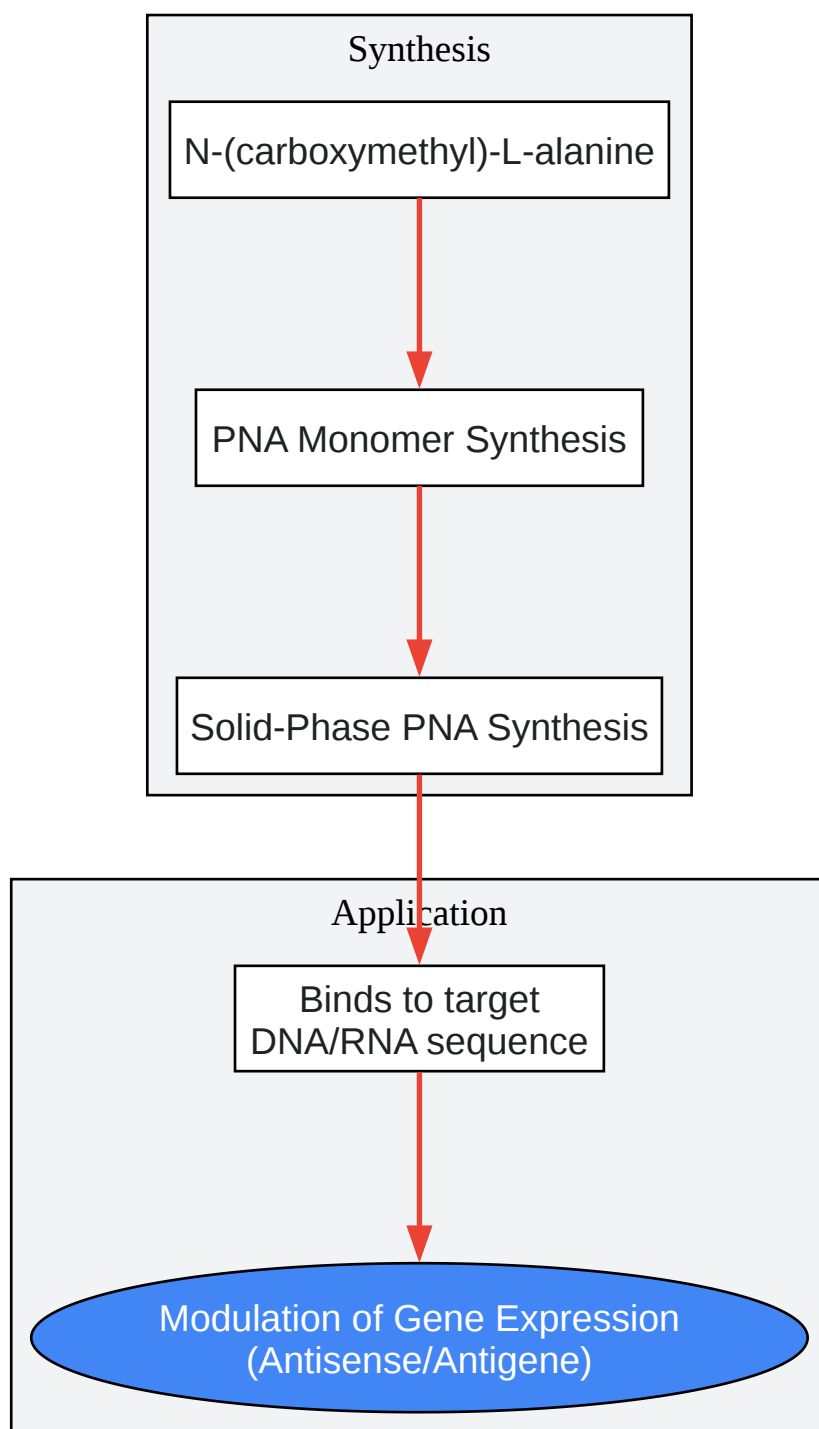 Synthesis
N-(carboxymethyl)-L-alanine
PNA Monomer Synthesis
Solid-Phase PNA Synthesis
Application
Binds to target
DNA/RNA sequence
Modulation of Gene Expression
(Antisense/Antigene)